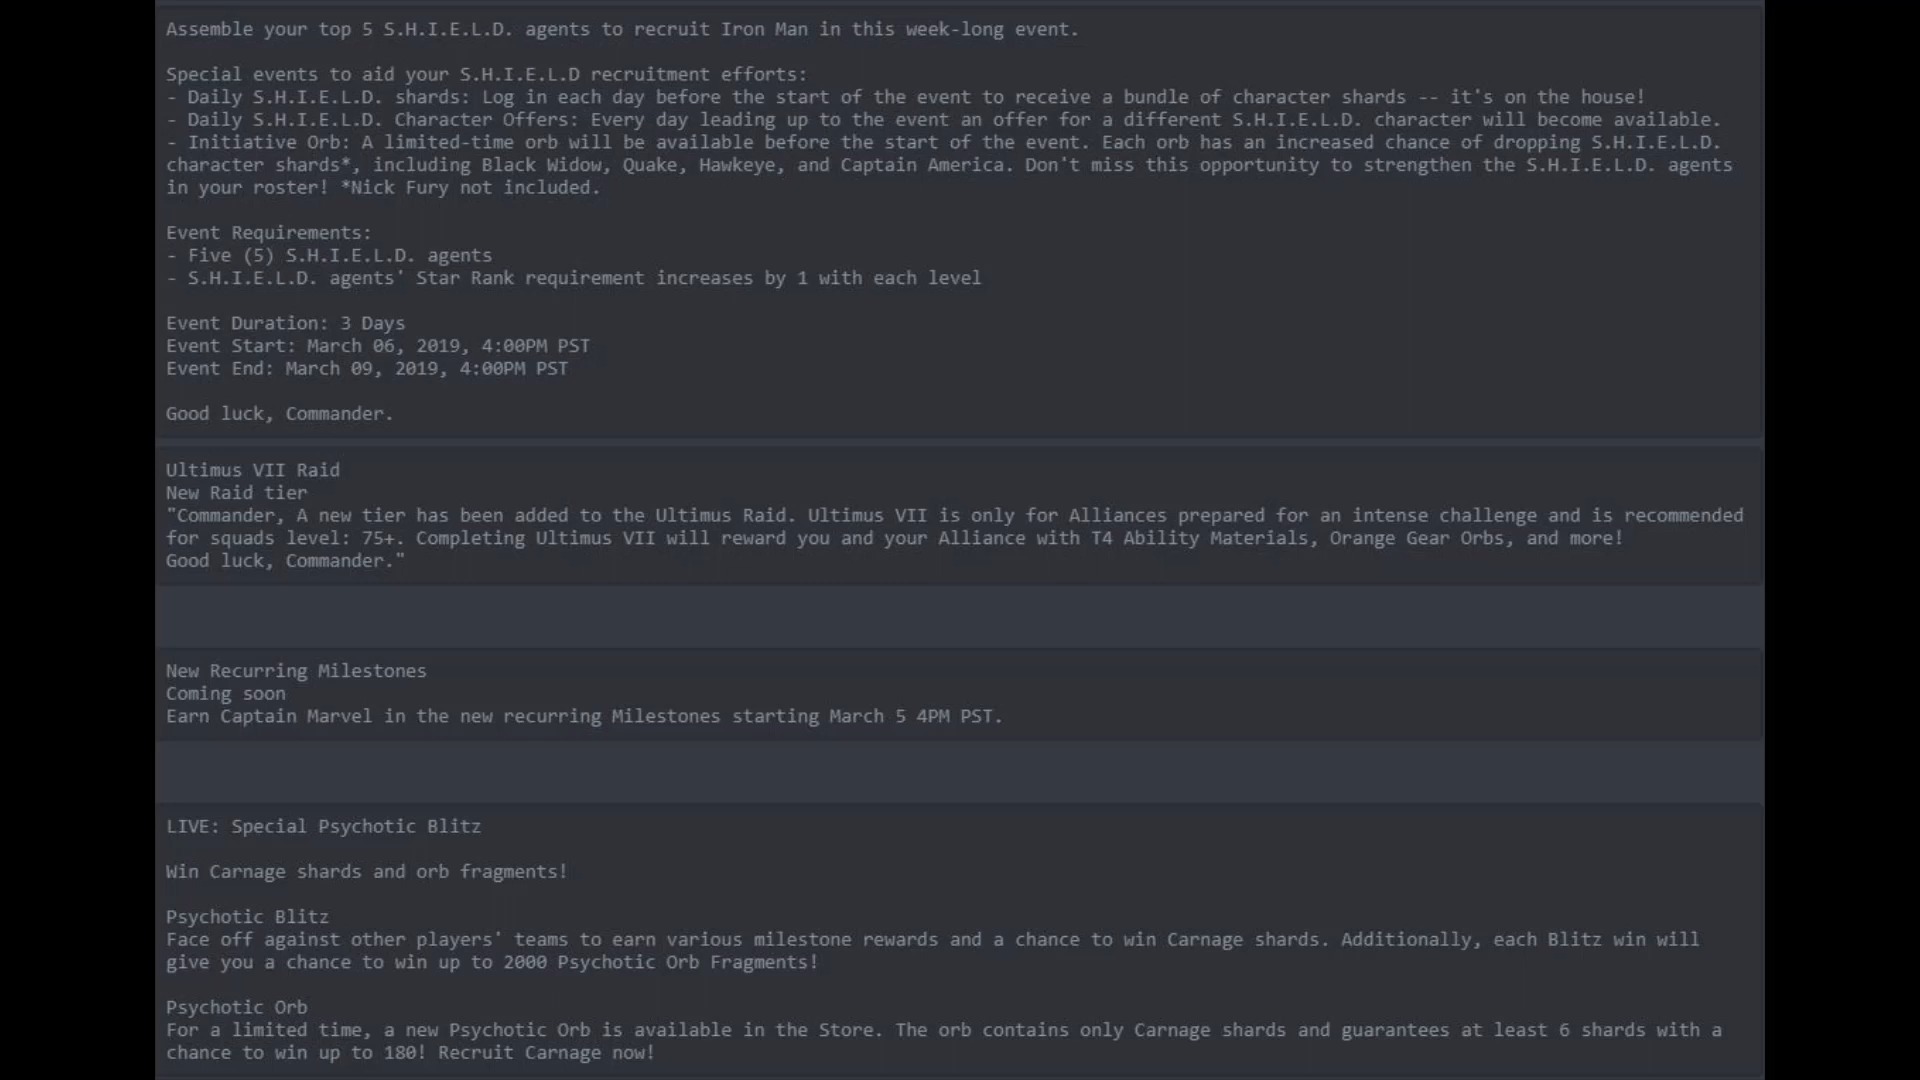 Assemble your top 5 S.H.I.E.L.D. agents to recruit Iron Man in this week-long event.
Special events to aid your S.H.I.E.L.D recruitment efforts:
- Daily S.H.I.E.L.D. shards: Log in each day before the start of the event to receive a bundle of character shards -- it's on the house!
- Daily S.H.I.E.L.D. Character Offers: Every day leading up to the event an offer for a different S.H.I.E.L.D. character will become available.
- Initiative Orb: A limited-time orb will be available before the start of the event. Each orb has an increased chance of dropping S.H.I.E.L.D.
character shards*, including Black Widow, Quake, Hawkeye, and Captain America. Don't miss this opportunity to strengthen the S.H.I.E.L.D. agents
in your roster! *Nick Fury not included.
Event Requirements:
- Five (5) S.H.I.E.L.D. agents
- S.H.I.E.L.D. agents' Star Rank requirement increases by 1 with each level
Event Duration: 3 Days
Event Start: March 06, 2019, 4:00PM PST
Event End: March 09, 2019, 4:00PM PST
Good luck, Commander.
Ultimus VII Raid
New Raid tier
"Commander, A new tier has been added to the Ultimus Raid. Ultimus VII is only for Alliances prepared for an intense challenge and is recommended
for squads level: 75+. Completing Ultimus VII will reward you and your Alliance with T4 Ability Materials, Orange Gear Orbs, and more!
Good luck, Commander."
New Recurring Milestones
Coming soon
Earn Captain Marvel in the new recurring Milestones starting March 5 4PM PST.
LIVE: Special Psychotic Blitz
Win Carnage shards and orb fragments!
Psychotic Blitz
Face off against other players' teams to earn various milestone rewards and a chance to win Carnage shards. Additionally, each Blitz win will
give you a chance to win up to 2000 Psychotic Orb Fragments!
Psychotic Orb
For a limited time, a new Psychotic Orb is available in the Store. The orb contains only Carnage shards and guarantees at least 6 shards with a
chance to win up to 180! Recruit Carnage now!